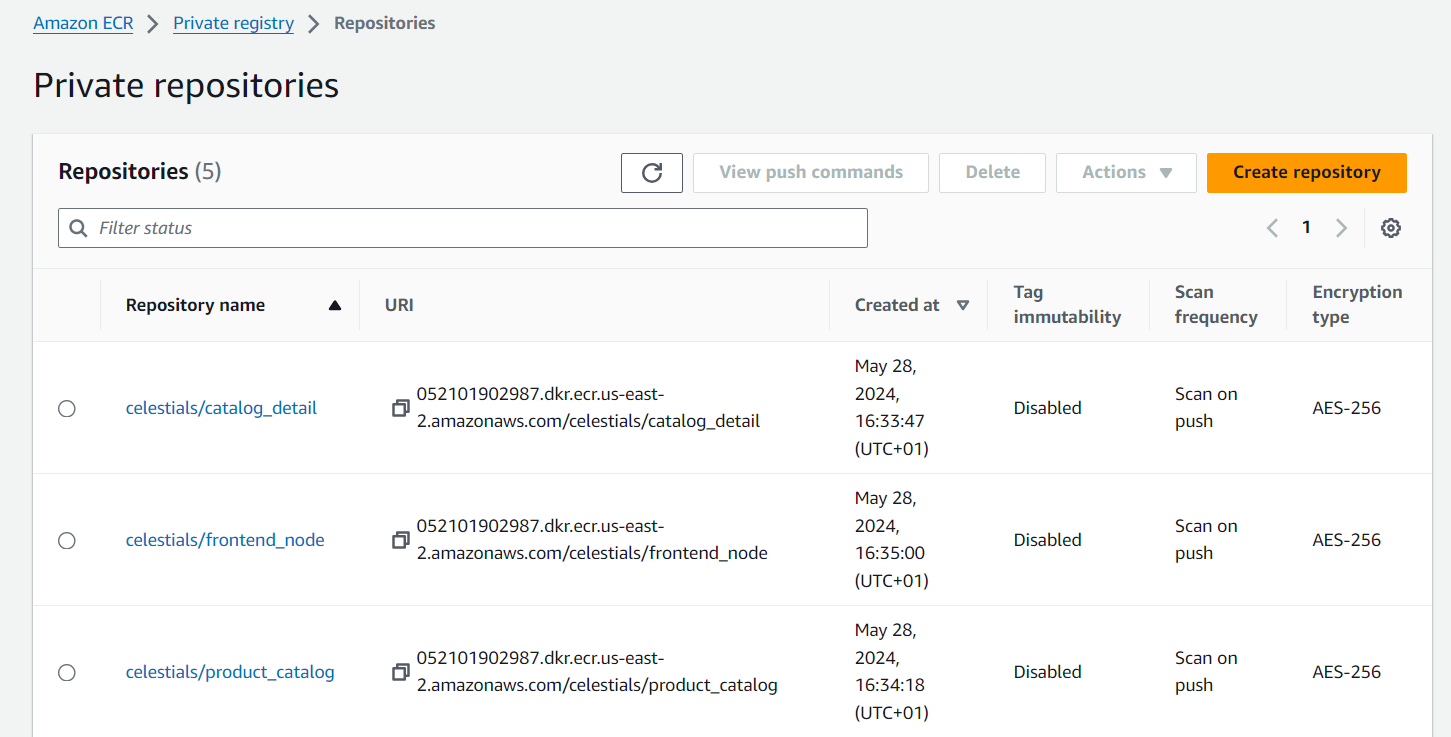 Amazon ECR > Private registry > Repositories
Private repositories
Repositories (5)
View push commands
Delete
Actions
Create repository
Filter status
1
Repository name
URI
Created at
Tag
immutability
Scan
frequency
Encryption
type
celestials/catalog_detail
052101902987.dkr.ecr.us-east-
2.amazonaws.com/celestials/catalog_detail
May 28,
2024,
16:33:47
(UTC+01)
Disabled
Scan on
push
AES-256
celestials/frontend_node
052101902987.dkr.ecr.us-east-
2.amazonaws.com/celestials/frontend_node
May 28,
2024,
16:35:00
(UTC+01)
Disabled
Scan on
push
AES-256
celestials/product_catalog
052101902987.dkr.ecr.us-east-
2.amazonaws.com/celestials/product_catalog
May 28,
2024,
16:34:18
(UTC+01)
Disabled
Scan on
push
AES-256